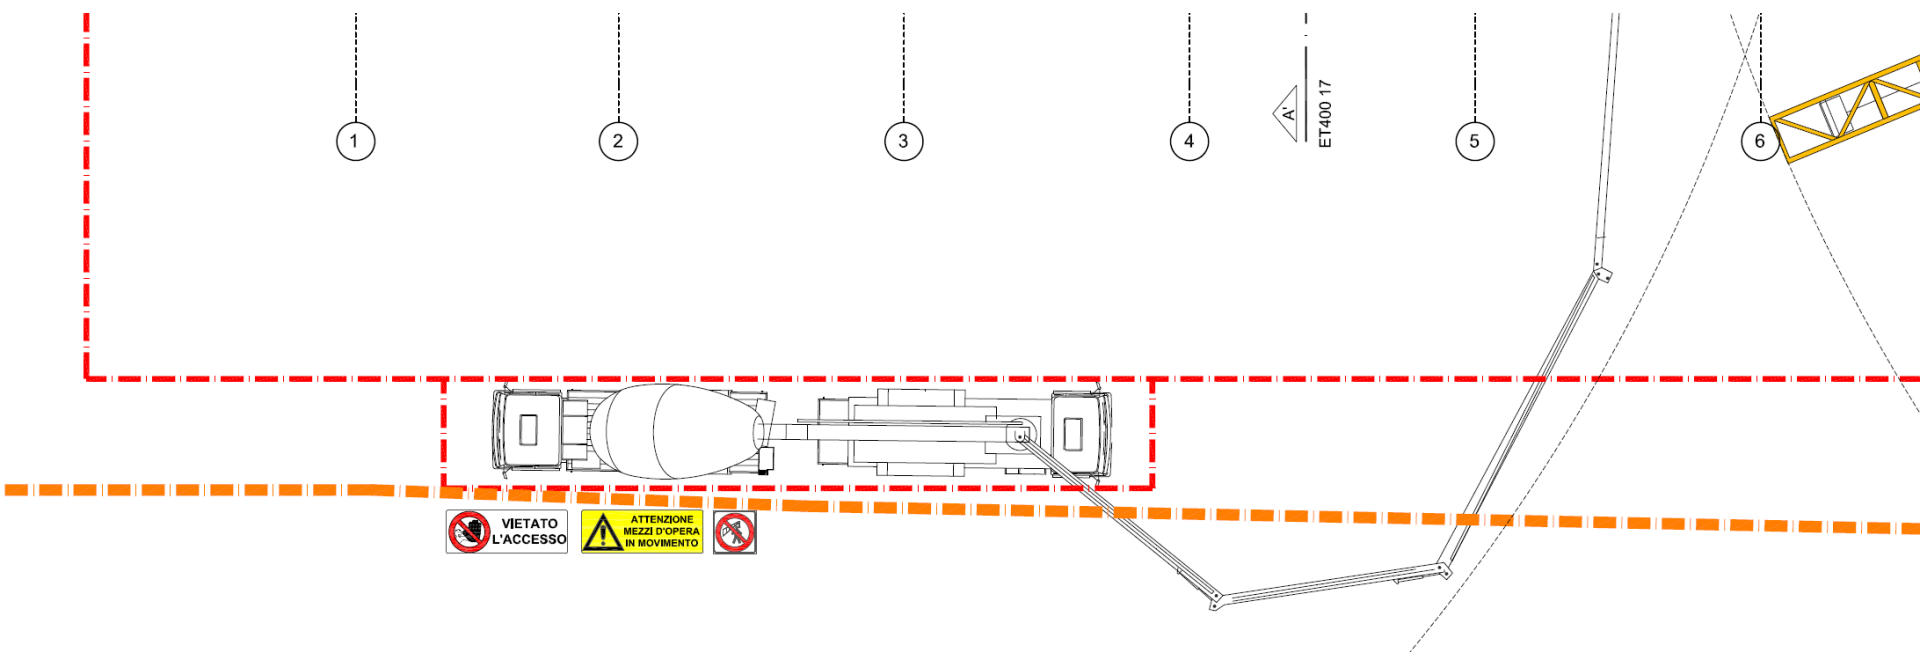 1
2
3
4
A'
ET400 17
5
6
VIETATO
L'ACCESSO
ATTENZIONE
MEZZI D'OPERA
IN MOVIMENTO